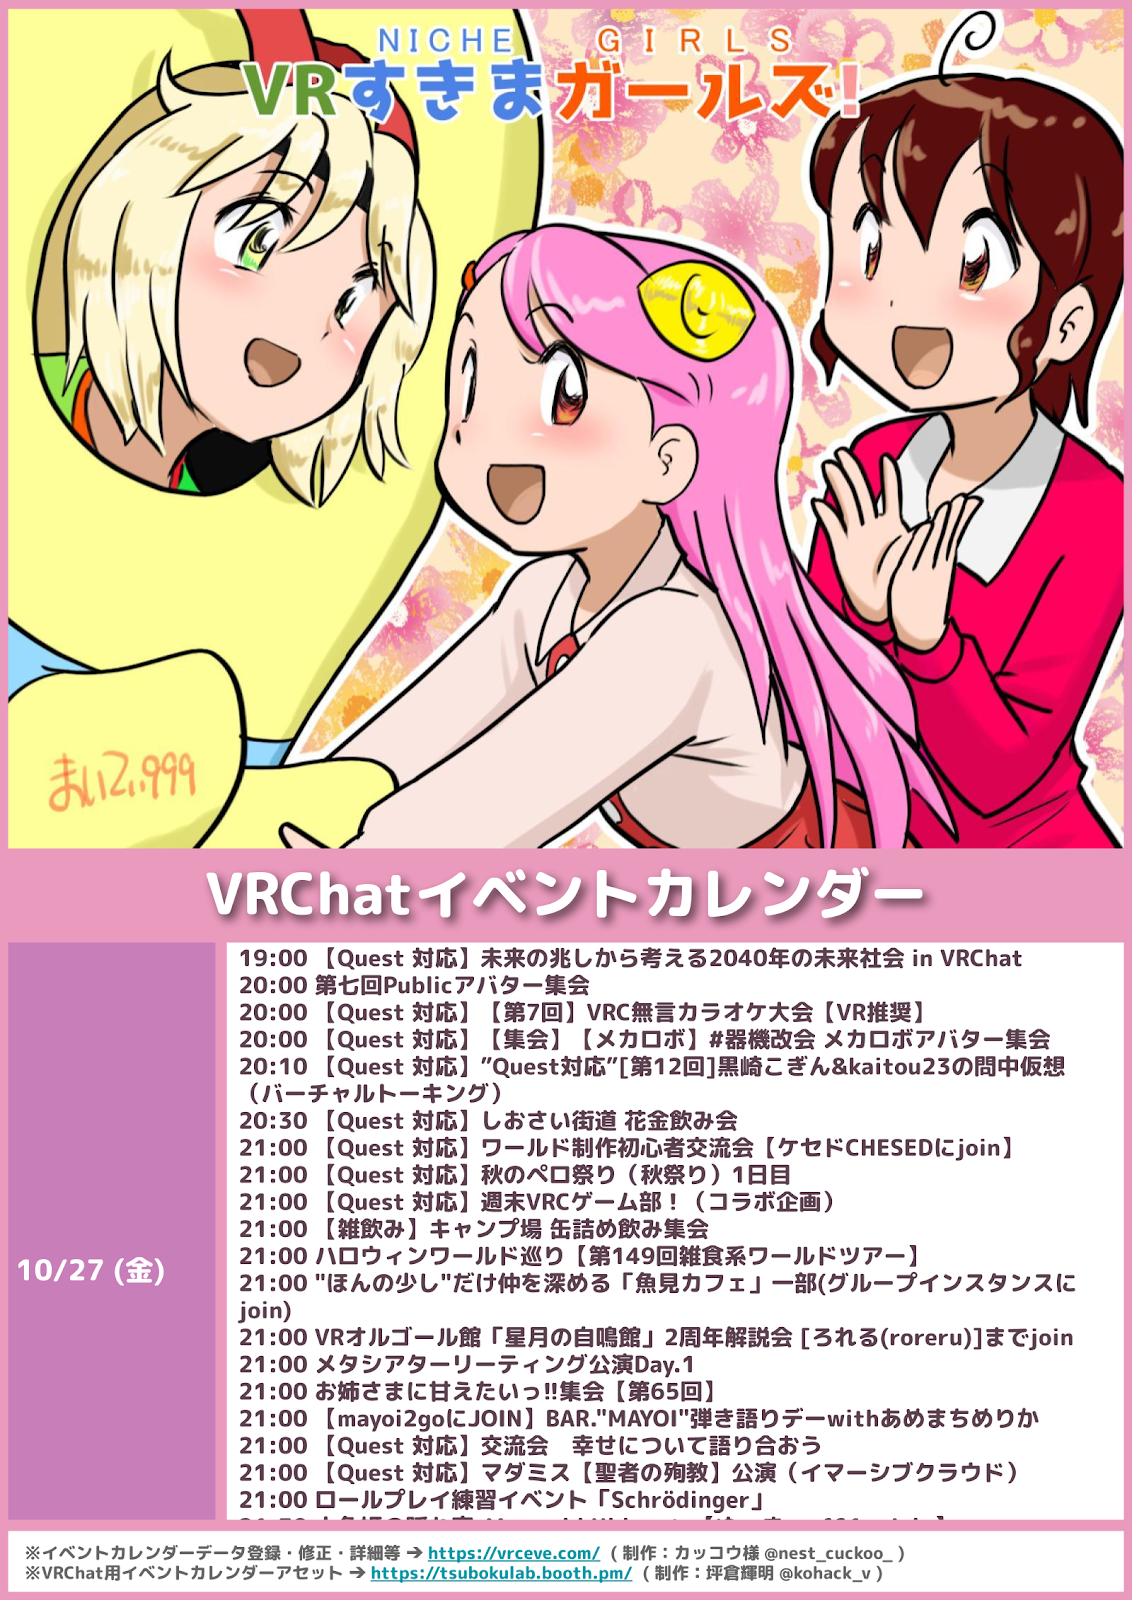 NICHE GIRLS
VRすきまガールズ!
まいてぃ999
VRChatイベントカレンダー
10/27 (金)
19:00 【Quest 対応】未来の兆しから考える2040年の未来社会 in VRChat
20:00 第七回Publicアバター集会
20:00 【Quest 対応】【第7回】VRC無言カラオケ大会【VR推奨】
20:00 【Quest 対応】【集会】【メカロボ】#器機改会 メカロボアバター集会
20:10 【Quest 対応】”Quest対応”[第12回]黒崎こぎん&kaitou23の問中仮想
（バーチャルトーキング）
20:30 【Quest 対応】しおさい街道 花金飲み会
21:00 【Quest 対応】ワールド制作初心者交流会【ケセドCHESEDにjoin】
21:00 【Quest 対応】秋のペロ祭り（秋祭り）1日目
21:00 【Quest 対応】週末VRCゲーム部！（コラボ企画）
21:00 【雑飲み】キャンプ場 缶詰め飲み集会
21:00 ハロウィンワールド巡り【第149回雑食系ワールドツアー】
21:00 "ほんの少し"だけ仲を深める「魚見カフェ」一部(グループインスタンスに
join)
21:00 VRオルゴール館「星月の自鳴館」2周年解説会 [ろれる(roreru)]までjoin
21:00 メタシアターリーティング公演Day.1
21:00 お姉さまに甘えたいっ!!集会【第65回】
21:00 【mayoi2goにJOIN】BAR."MAYOI"弾き語りデーwithあめまちめりか
21:00 【Quest 対応】交流会　幸せについて語り合おう
21:00 【Quest 対応】マダミス【聖者の殉教】公演（イマーシブクラウド）
21:00 ロールプレイ練習イベント「Schrödinger」
※イベントカレンダーデータ登録・修正・詳細等 ➔ https://vrceve.com/ （制作：カッコウ様 @nest_cuckoo_ ）
※VRChat用イベントカレンダーアセット ➔ https://tsubokulab.booth.pm/ （制作：坪倉輝明 @kohack_v ）